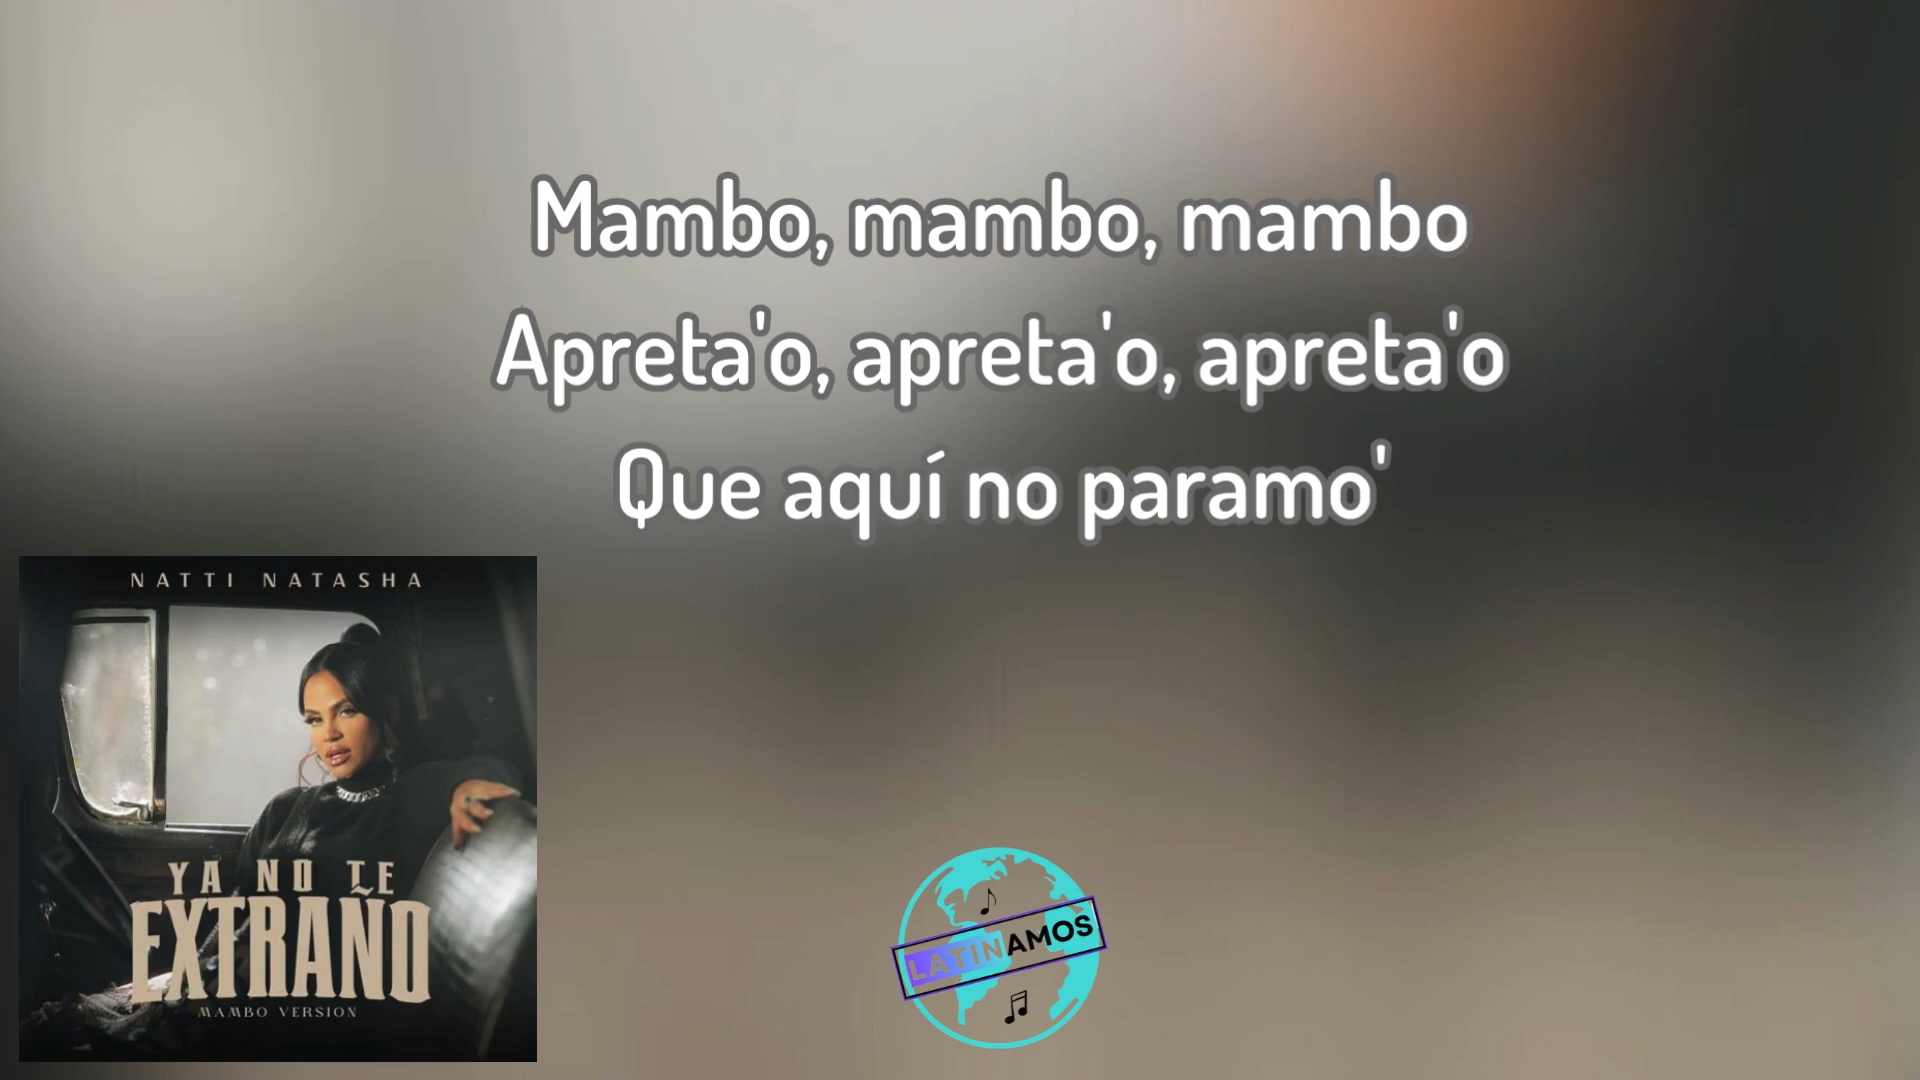 Mambo, mambo, mambo
Apreta'o, apreta'o, apreta'o
Que aquí no paramo'
NATTI NATASHA
YA NO TE
EXTRAÑO
MAMBO VERSION
LATINAMOS